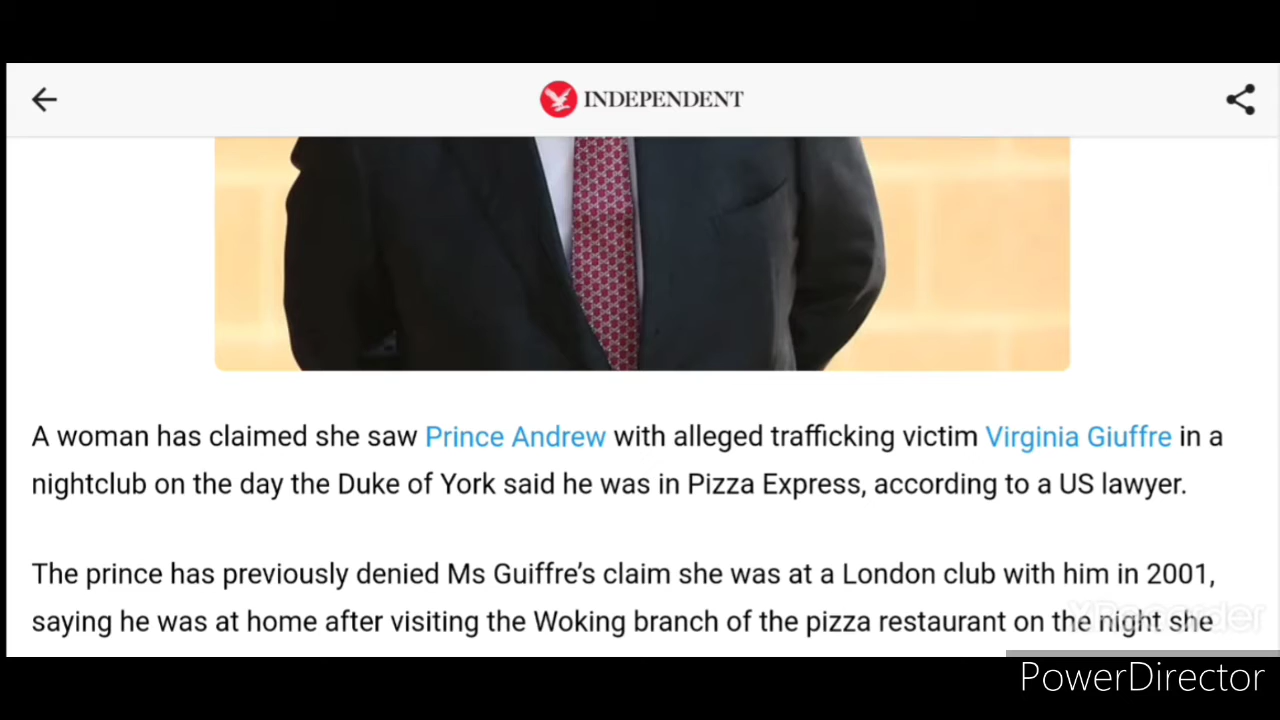 INDEPENDENT
A woman has claimed she saw Prince Andrew with alleged trafficking victim Virginia Giuffre in a
nightclub on the day the Duke of York said he was in Pizza Express, according to a US lawyer.
The prince has previously denied Ms Guiffre's claim she was at a London club with him in 2001,
saying he was at home after visiting the Woking branch of the pizza restaurant on the night she
XRecorder
PowerDirector